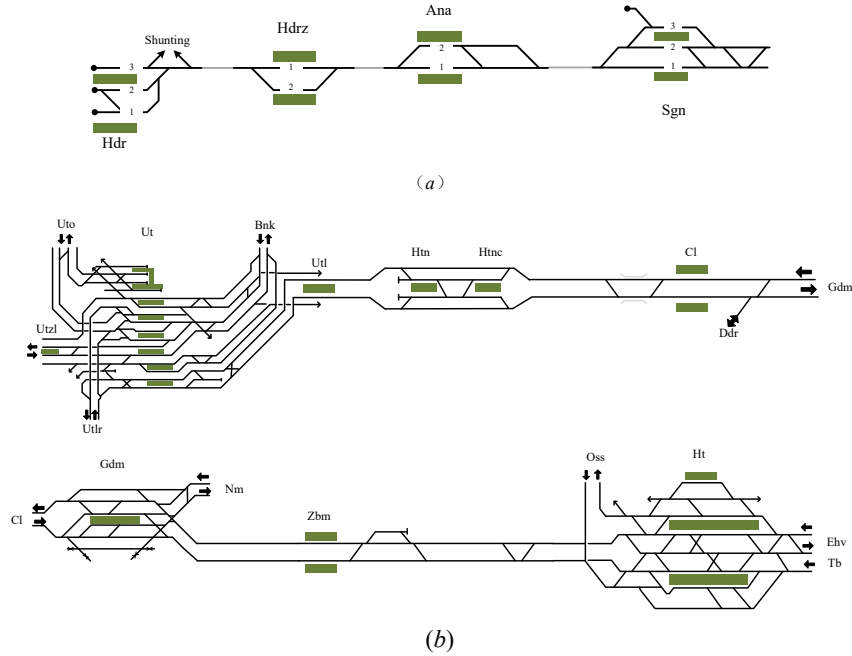 Ana
Hdrz
Shunting
3
2
1
Hdr
1
2
2
1
3
2
1
Sgn
(a)
Uto
Ut
Bnk
Utl
Htn
Htnc
Cl
Gdm
Utzl
Ddr
Utlr
Gdm
Oss
Ht
Nm
Cl
Zbm
Ehv
Tb
(b)